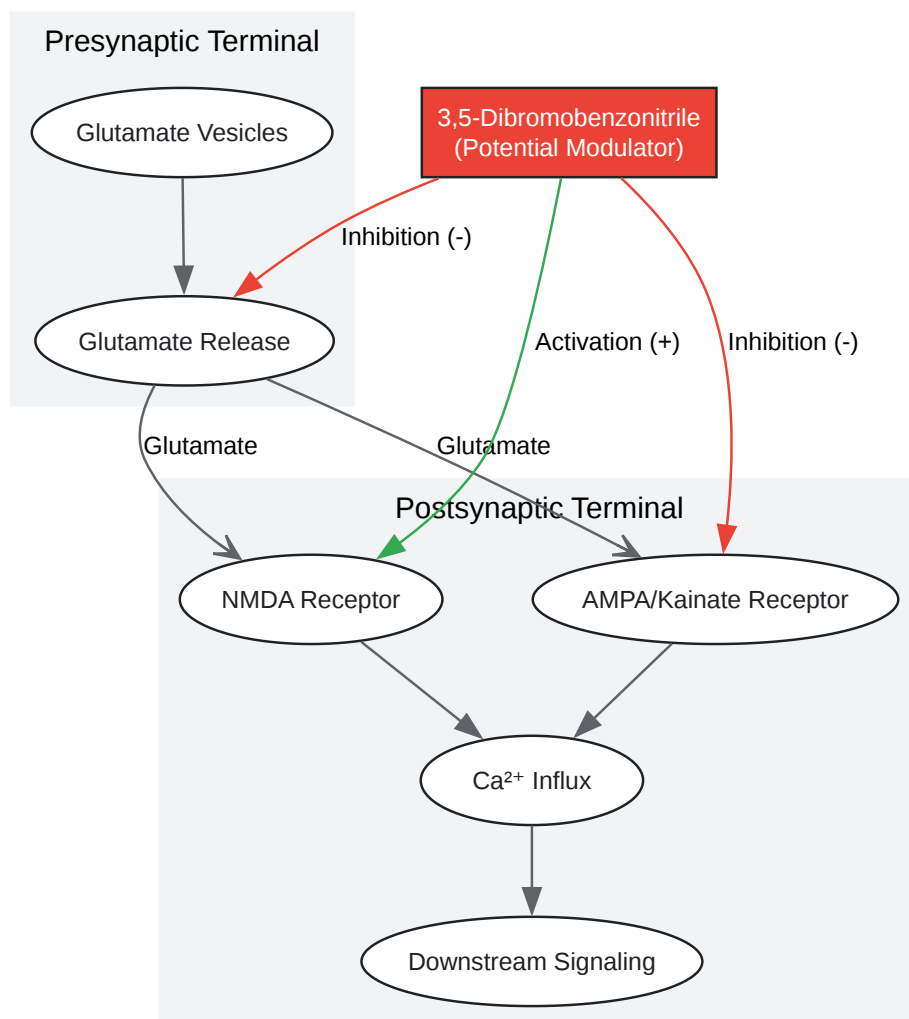 Presynaptic Terminal
Glutamate Vesicles
3,5-Dibromobenzonitrile
(Potential Modulator)
Inhibition (-)
Glutamate Release
Activation (+)
Inhibition (-)
Glutamate
Glutamate
Postsynaptic Terminal
NMDA Receptor
AMPA/Kainate Receptor
Ca²⁺ Influx
Downstream Signaling